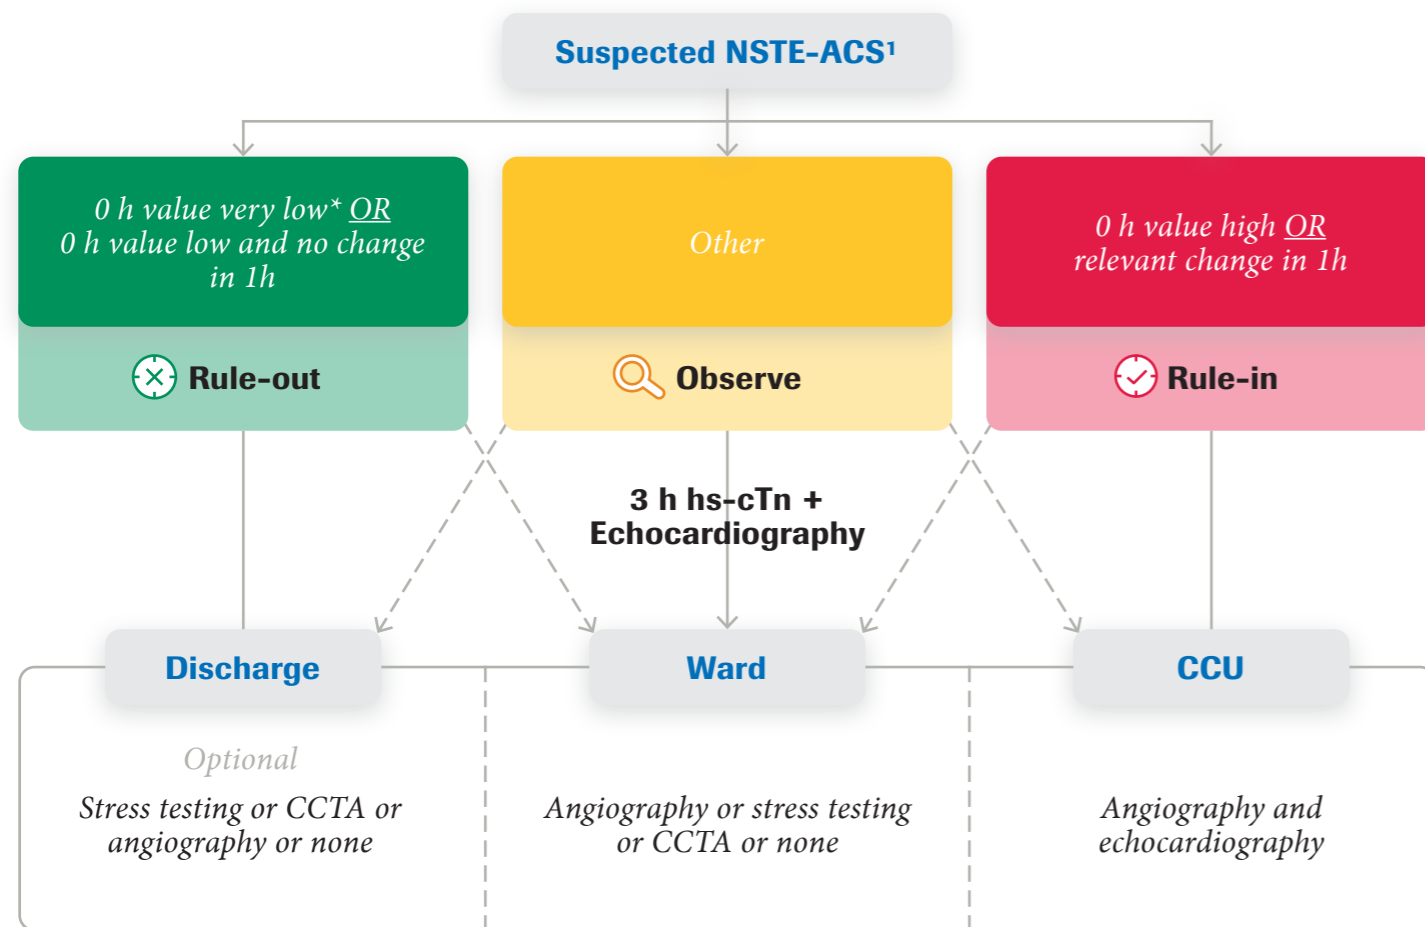 Suspected NSTE-ACS¹
0 h value very low* OR
0 h value low and no change
in 1h
Other
0 h value high OR
relevant change in 1h
Rule-out
Observe
Rule-in
3 h hs-cTn +
Echocardiography
Discharge
Ward
CCU
Optional
Stress testing or CCTA or
angiography or none
Angiography or stress testing
or CCTA or none
Angiography and
echocardiography